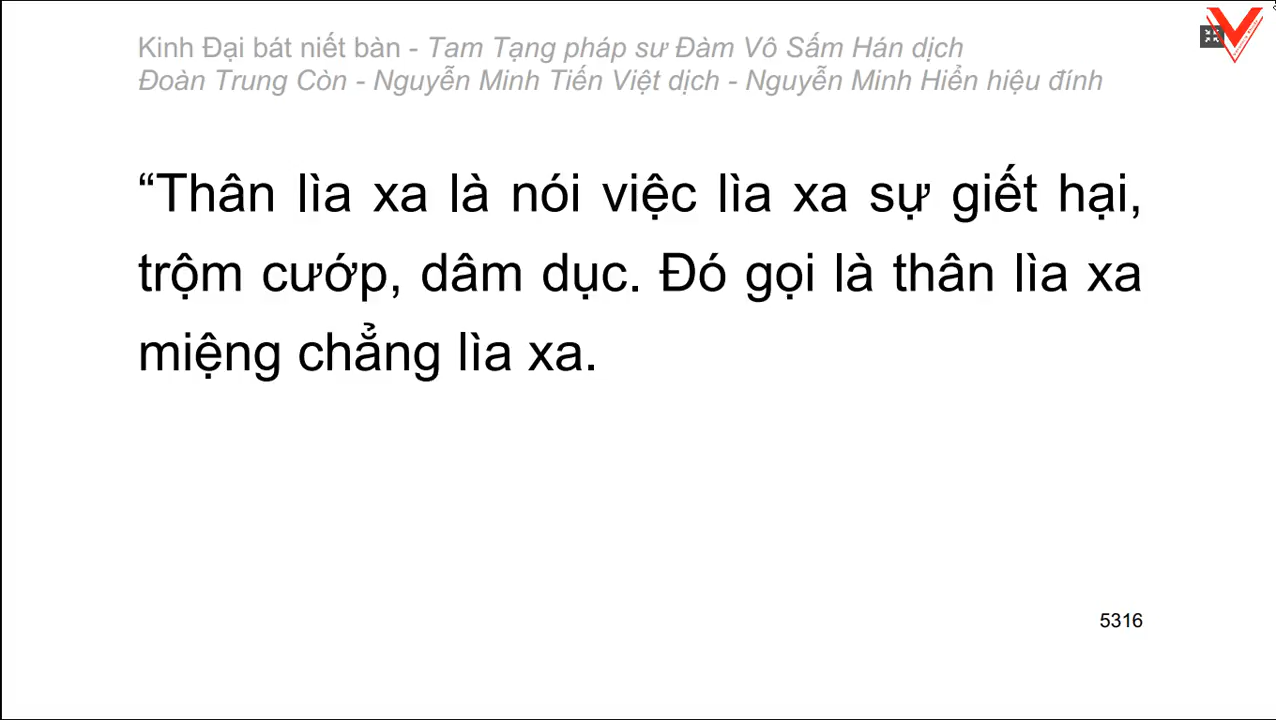 Kinh Đại bát niết bàn - Tam Tạng pháp sư Đàm Vô Sấm Hán dịch
Đoàn Trung Còn - Nguyễn Minh Tiến Việt dịch - Nguyễn Minh Hiển hiệu đính
“Thân lìa xa là nói việc lìa xa sự giết hại,
trộm cướp, dâm dục. Đó gọi là thân lìa xa
miệng chẳng lìa xa.
5316